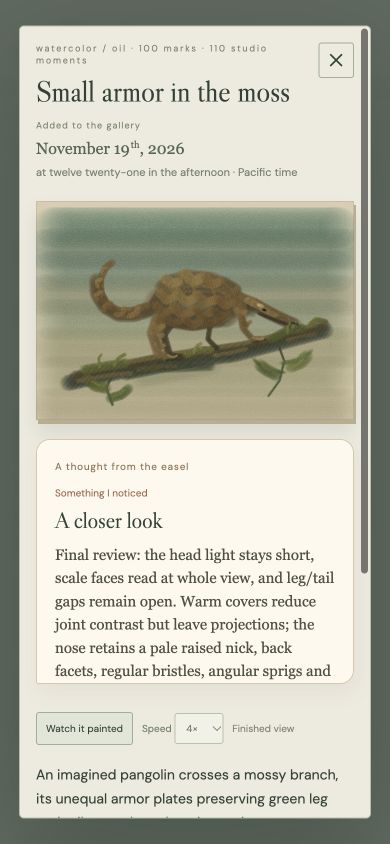 watercolor / oil · 100 marks · 110 studio
moments
Small armor in the moss
Added to the gallery
November 19th, 2026
at twelve twenty-one in the afternoon · Pacific time
A thought from the easel
Something I noticed
A closer look
Final review: the head light stays short,
scale faces read at whole view, and leg/tail
gaps remain open. Warm covers reduce
joint contrast but leave projections; the
nose retains a pale raised nick, back
facets, regular bristles, angular sprigs and
Watch it painted
Speed
4×
Finished view
An imagined pangolin crosses a mossy branch,
its unequal armor plates preserving green leg